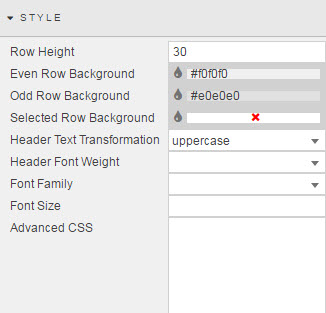 STYLE
Row Height 30
Even Row Background #f0f0f0
Odd Row Background #e0e0e0
Selected Row Background
Header Text Transformation uppercase
Header Font Weight
Font Family
Font Size
Advanced CSS